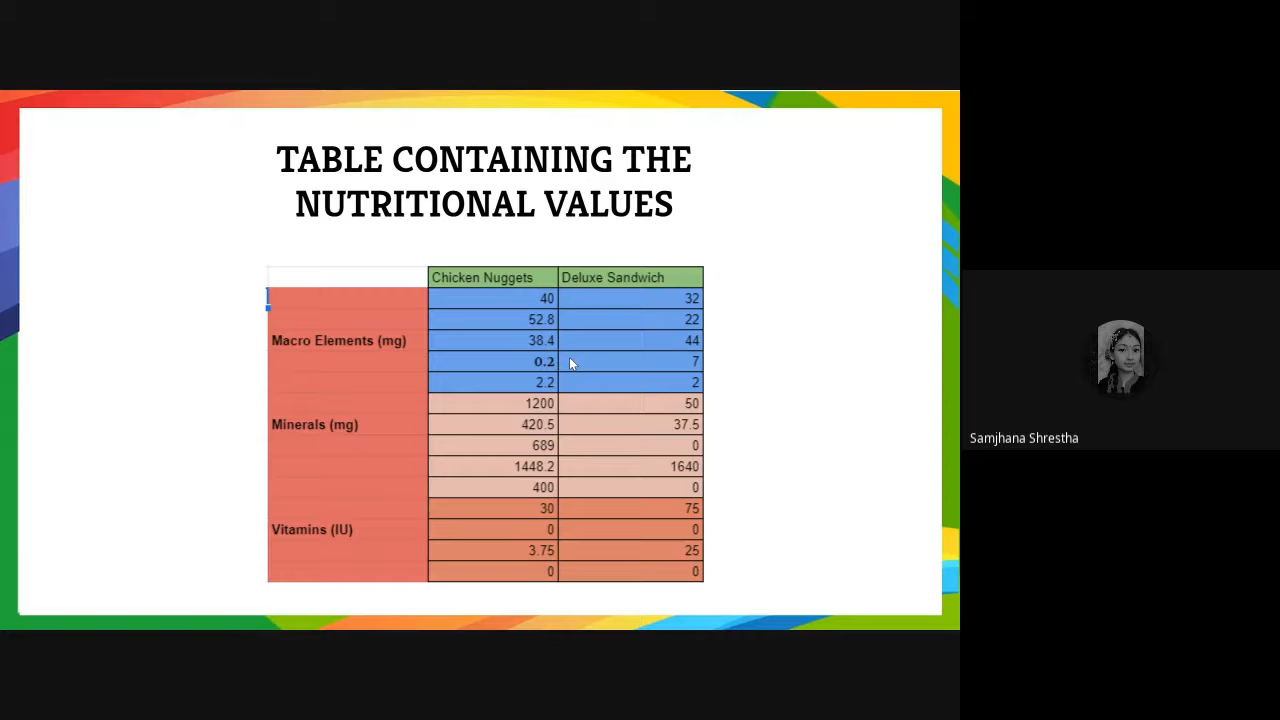 TABLE CONTAINING THE
NUTRITIONAL VALUES
Chicken Nuggets Deluxe Sandwich
40 32
52.8 22
Macro Elements (mg) 38.4 44
0.2 7
2.2 2
1200 50
Minerals (mg) 420.5 37.5
689 0
1448.2 1640
400 0
30 75
Vitamins (IU) 0 0
3.75 25
0 0
Samjhana Shrestha